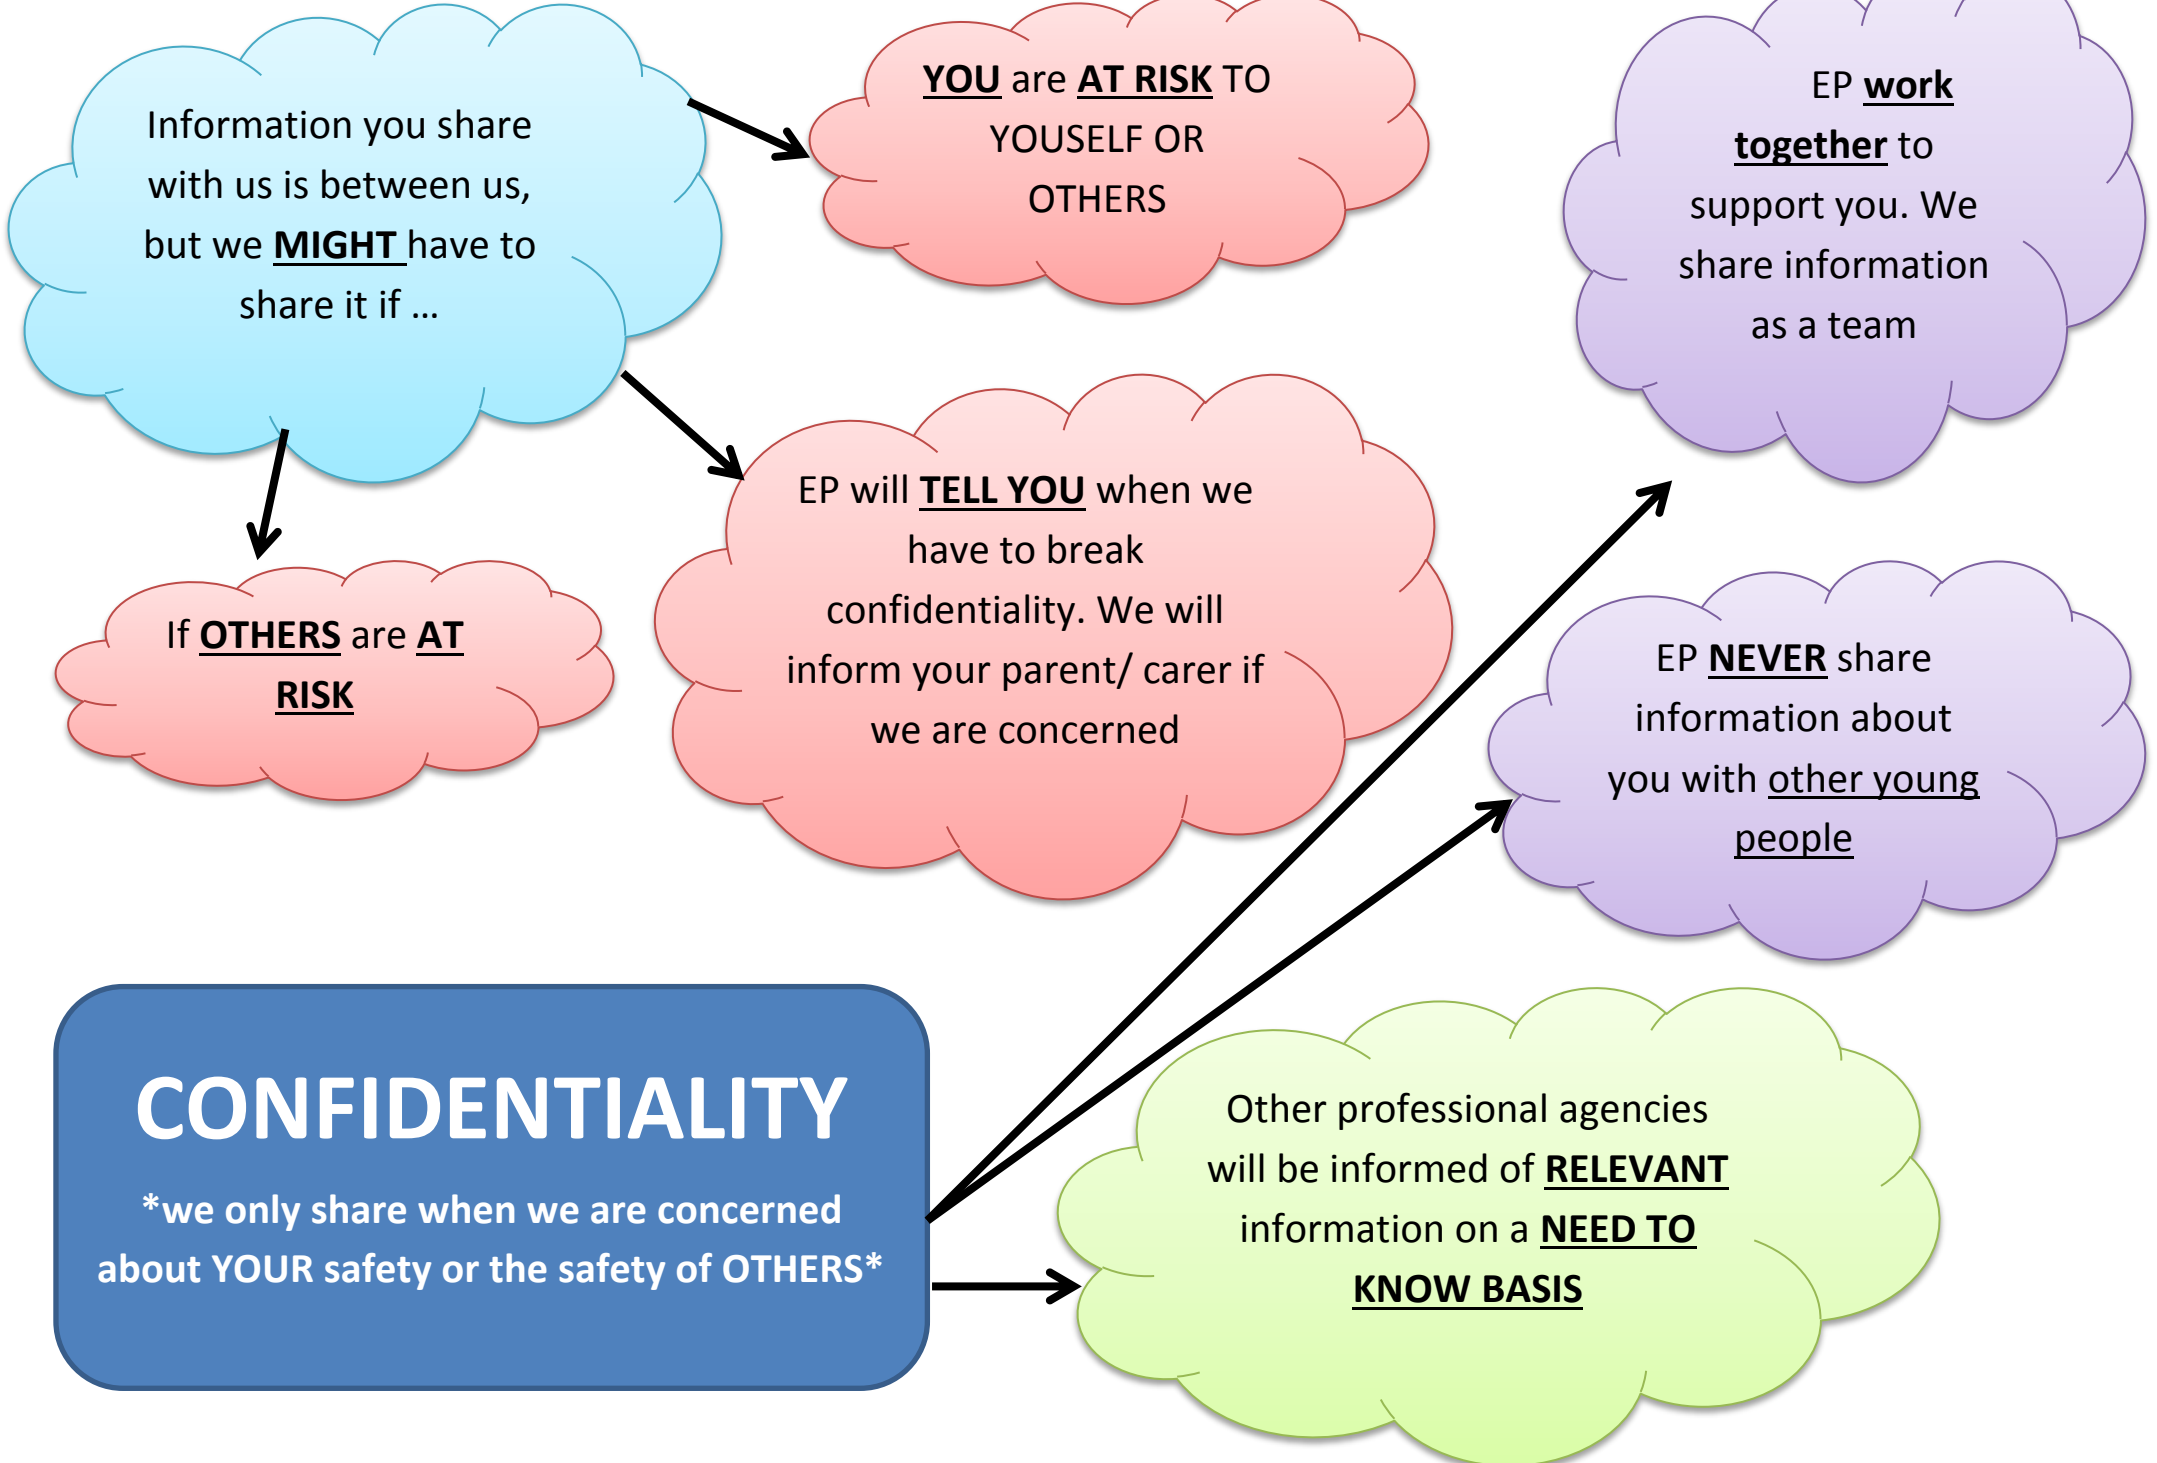 Information you share
with us is between us,
but we MIGHT have to
share it if ...
YOU are AT RISK TO
YOUSELF OR
OTHERS
EP work
together to
support you. We
share information
as a team
EP will TELL YOU when we
have to break
confidentiality. We will
inform your parent/ carer if
we are concerned
If OTHERS are AT
RISK
EP NEVER share
information about
you with other young
people
CONFIDENTIALITY
*we only share when we are concerned
about YOUR safety or the safety of OTHERS*
Other professional agencies
will be informed of RELEVANT
information on a NEED TO
KNOW BASIS